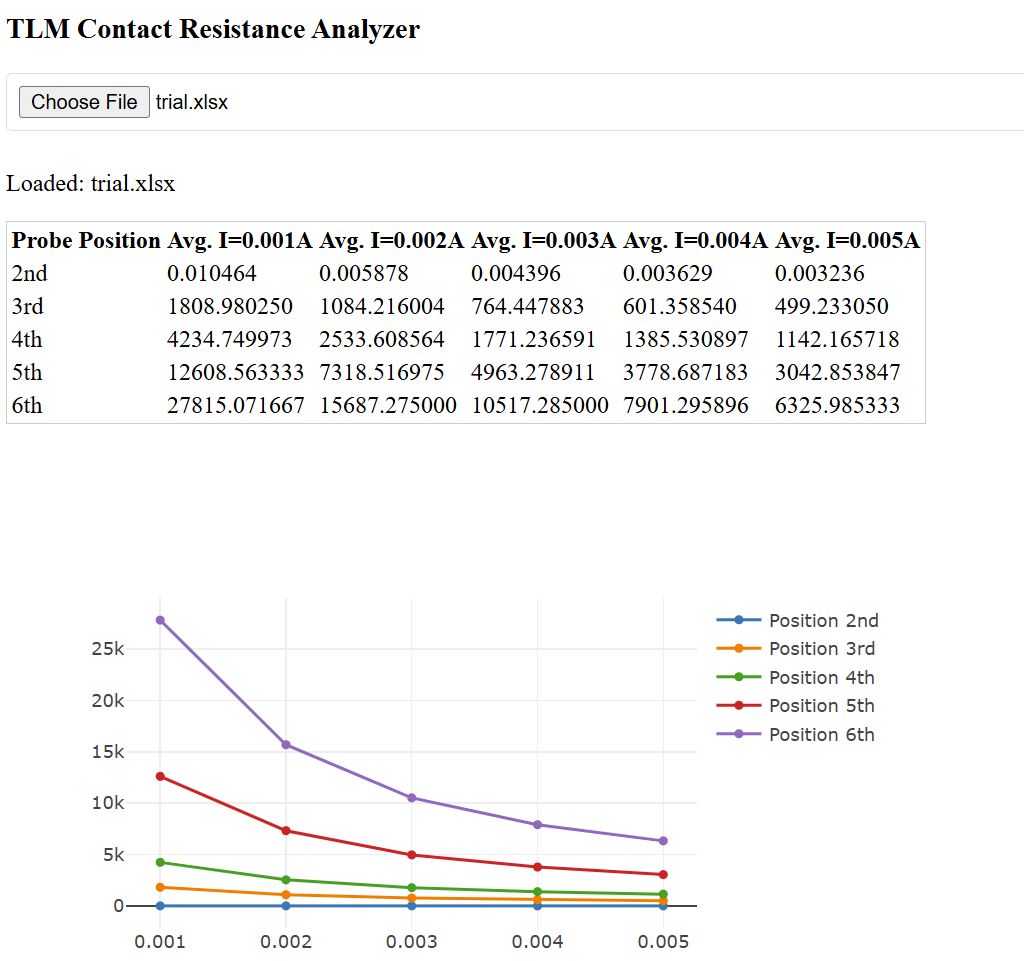 TLM Contact Resistance Analyzer
Choose File trial.xlsx
Loaded: trial.xlsx
Probe Position Avg. I=0.001A Avg. I=0.002A Avg. I=0.003A Avg. I=0.004A Avg. I=0.005A
2nd 0.010464 0.005878 0.004396 0.003629 0.003236
3rd 1808.980250 1084.216004 764.447883 601.358540 499.233050
4th 4234.749973 2533.608564 1771.236591 1385.530897 1142.165718
5th 12608.563333 7318.516975 4963.278911 3778.687183 3042.853847
6th 27815.071667 15687.275000 10517.285000 7901.295896 6325.985333
25k
20k
15k
10k
5k
0
0.001 0.002 0.003 0.004 0.005
Position 2nd
Position 3rd
Position 4th
Position 5th
Position 6th